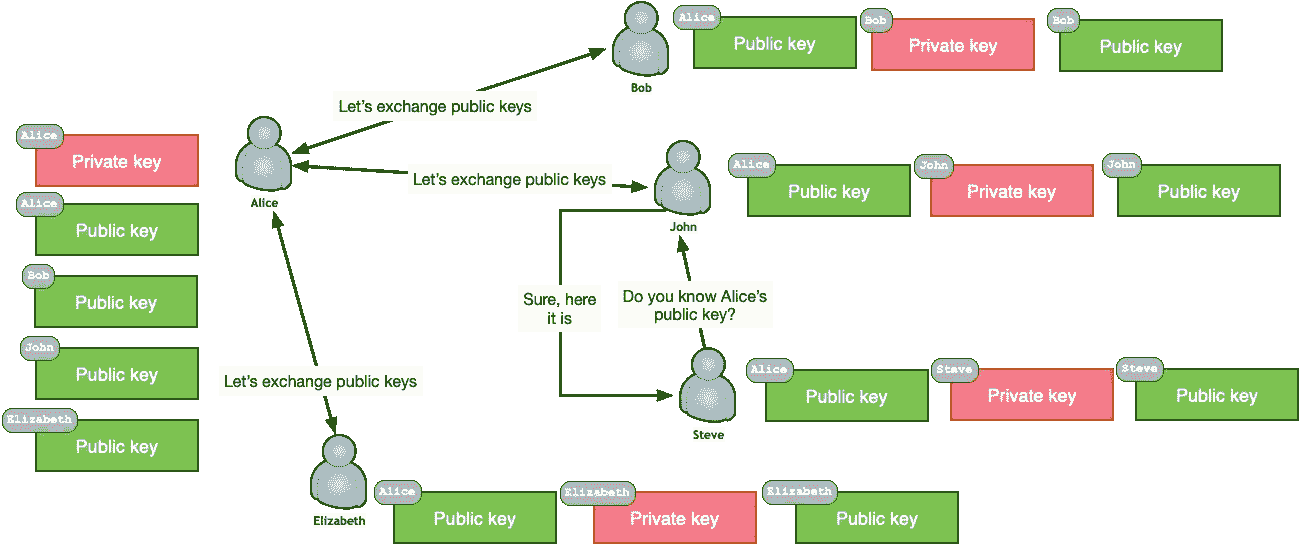 Alice
Public key
Bob
Private key
Bob
Public key
Bob
Let's exchange public keys
Alice
Private key
Alice
Let's exchange public keys
Alice
Public key
John
Private key
John
Public key
John
Alice
Public key
Bob
Public key
Sure, here
it is
Do you know Alice's
public key?
John
Public key
Let's exchange public keys
Alice
Public key
Steve
Private key
Steve
Public key
Steve
Elizabeth
Public key
Elizabeth
Alice
Public key
Elizabeth
Private key
Elizabeth
Public key